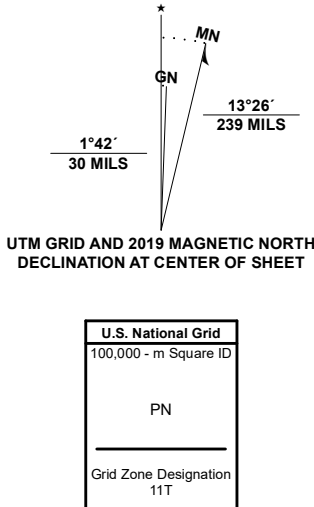 MN
GN
13°26´
239 MILS
1°42´
30 MILS
UTM GRID AND 2019 MAGNETIC NORTH
DECLINATION AT CENTER OF SHEET
U.S. National Grid
100,000 - m Square ID
PN
Grid Zone Designation
11T